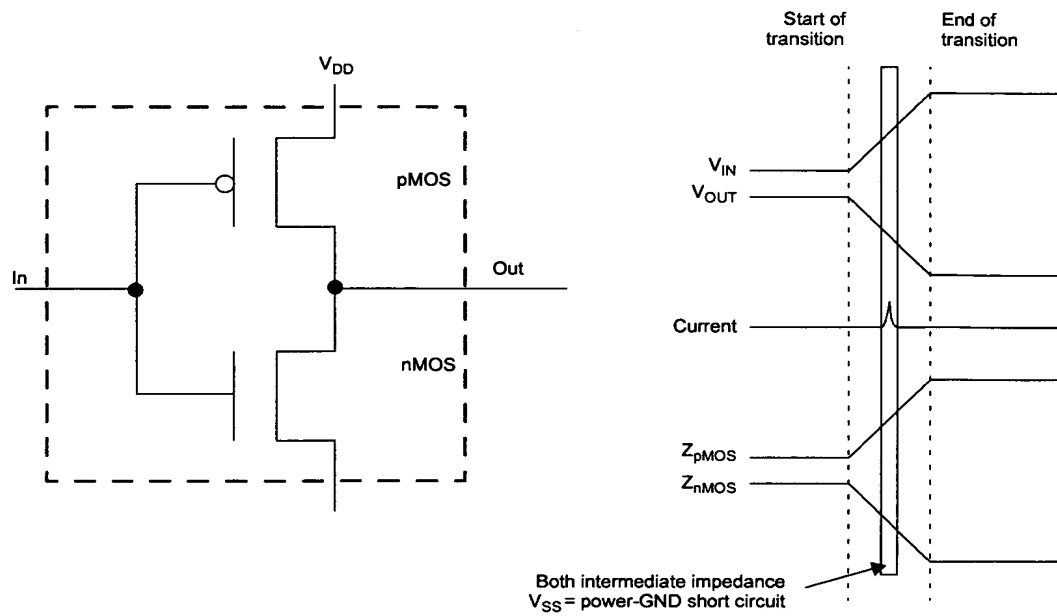 V_DD
pMOS
In
Out
nMOS
Start of
transition
End of
transition
V_IN
V_OUT
Current
Z_pMOS
Z_nMOS
Both intermediate impedance
V_SS = power-GND short circuit